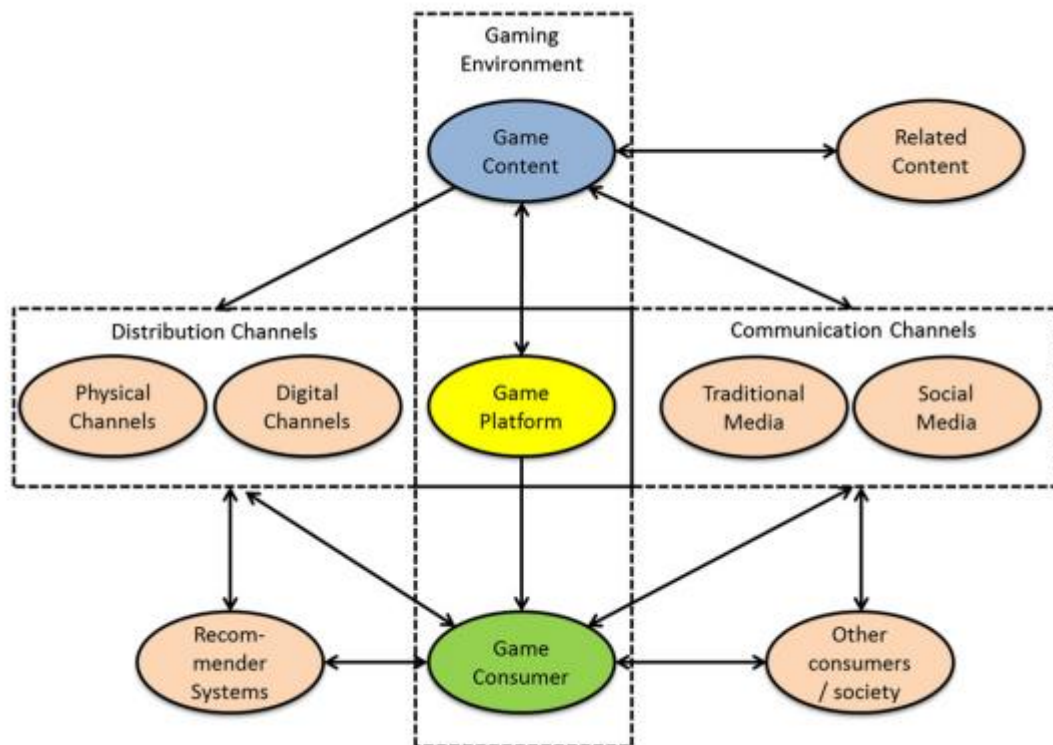 Gaming
Environment
Game
Content
Related
Content
Distribution Channels
Communication Channels
Physical
Channels
Digital
Channels
Game
Platform
Traditional
Media
Social
Media
Recom-
mender
Systems
Game
Consumer
Other
consumers
/ society